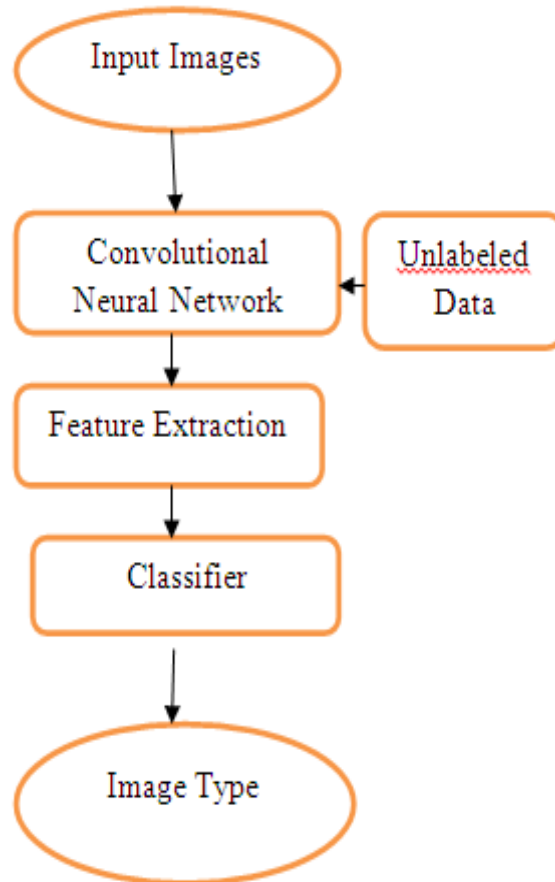 Input Images
Convolutional
Neural Network
Unlabeled
Data
Feature Extraction
Classifier
Image Type